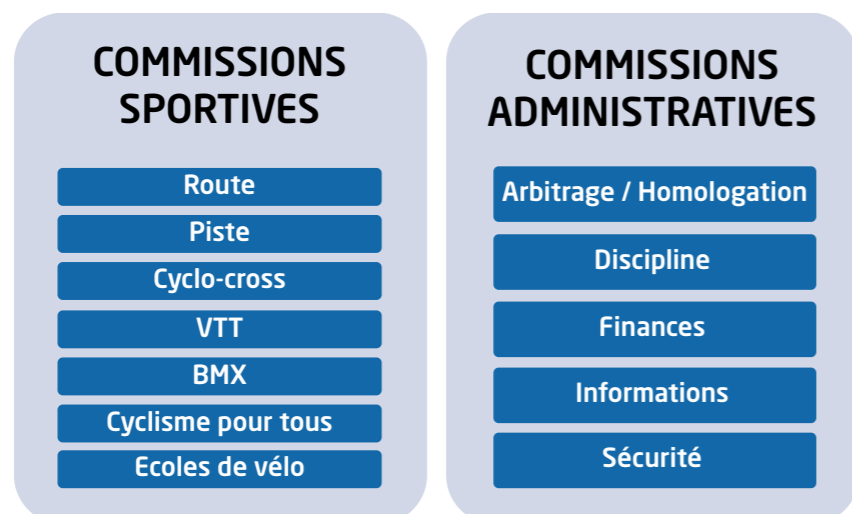 COMMISSIONS
SPORTIVES
Route
Piste
Cyclo-cross
VTT
BMX
Cyclisme pour tous
Ecoles de vélo
COMMISSIONS
ADMINISTRATIVES
Arbitrage / Homologation
Discipline
Finances
Informations
Sécurité